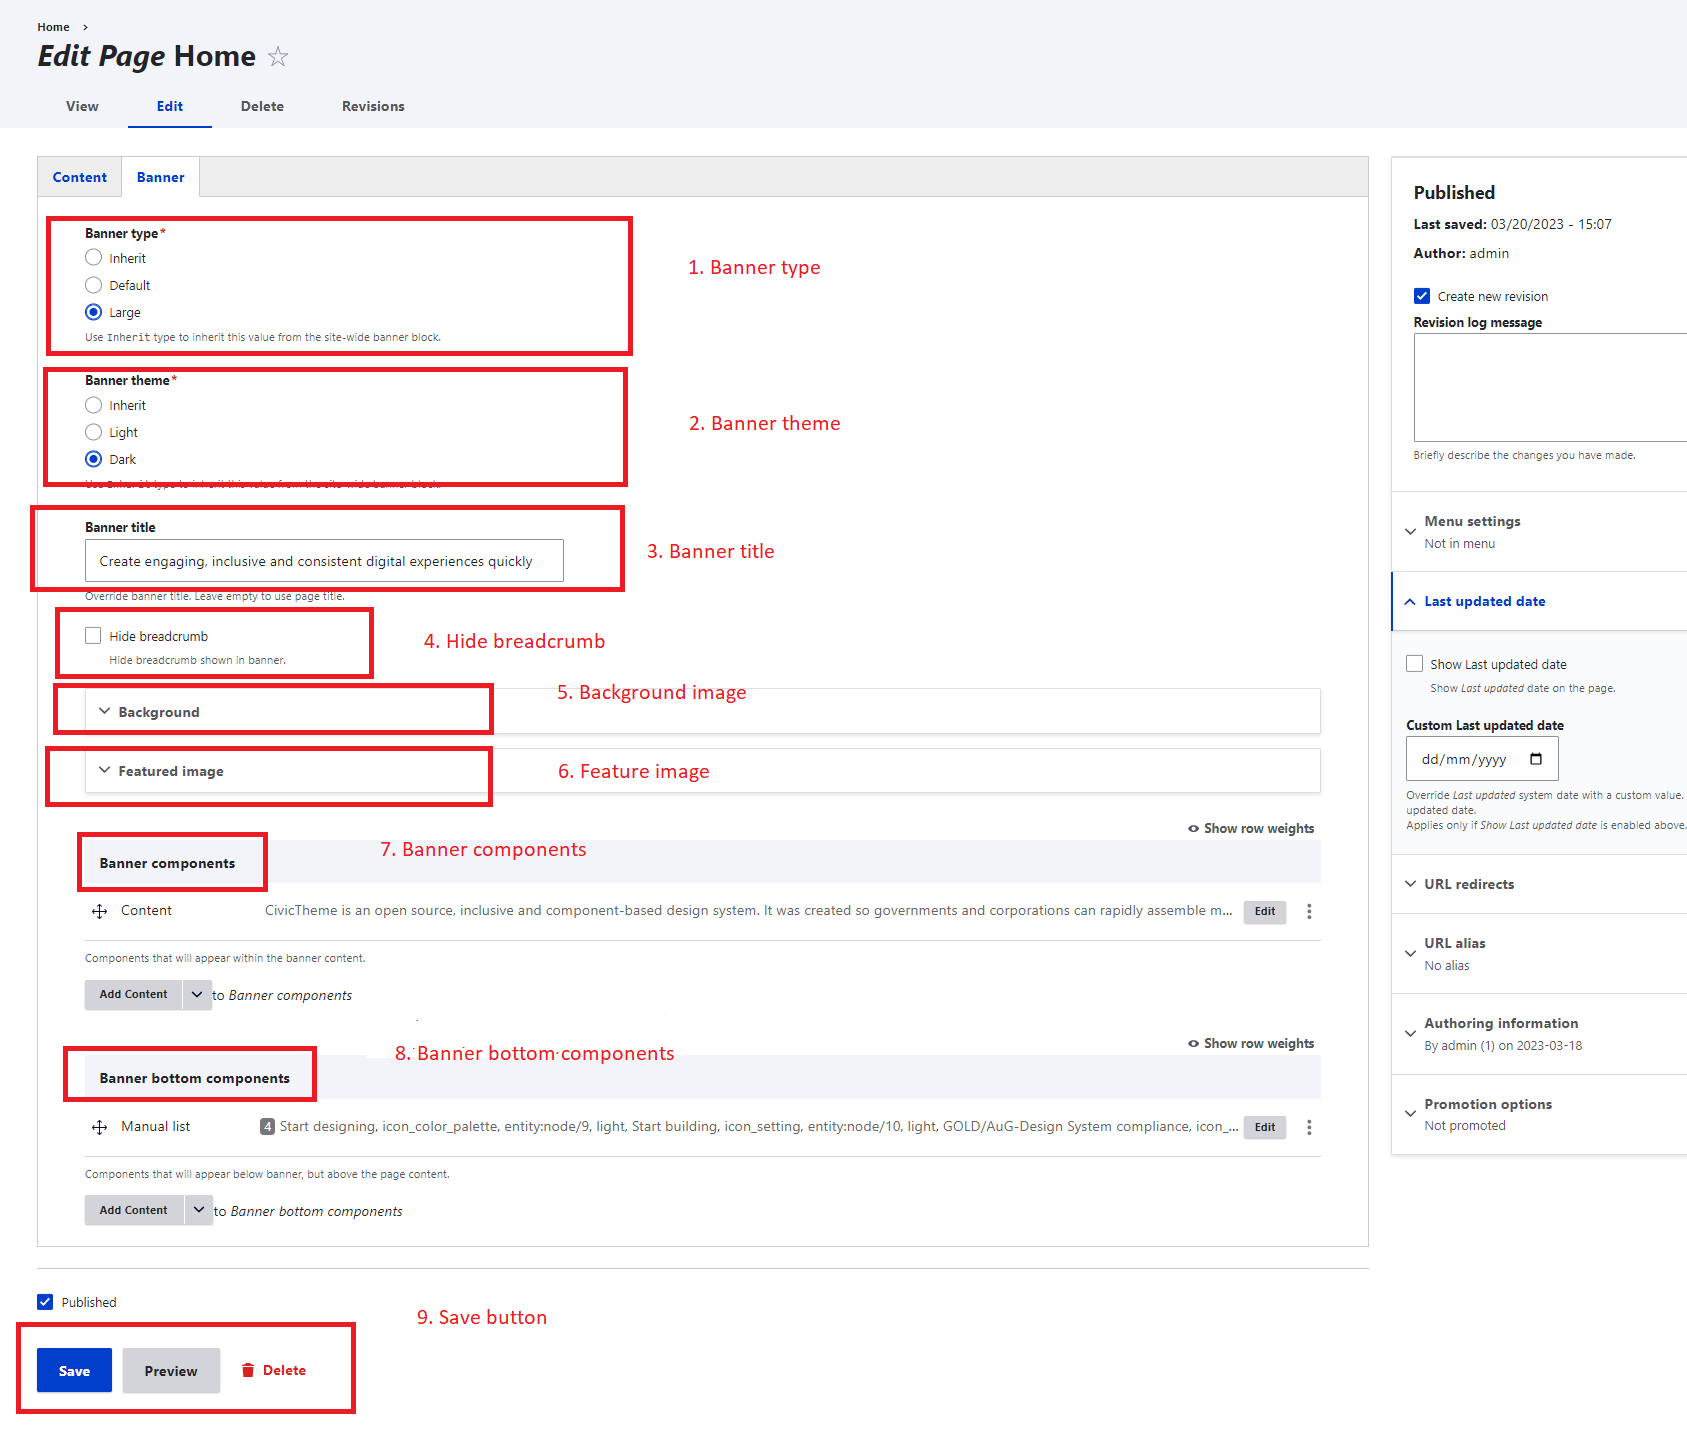 Home ›
Edit Page Home
View Edit Delete Revisions
Content Banner
Banner type*
Inherit
Default
Large
Use Inherit type to inherit this value from the site-wide banner block.
1. Banner type
Banner theme*
Inherit
Light
Dark
Use Inherit type to inherit this value from the site-wide banner block.
2. Banner theme
Banner title
Create engaging, inclusive and consistent digital experiences quickly
Override banner title. Leave empty to use page title.
3. Banner title
Hide breadcrumb
Hide breadcrumb shown in banner.
4. Hide breadcrumb
Background
5. Background image
Featured image
6. Feature image
Show row weights
Banner components
7. Banner components
Content CivicTheme is an open source, inclusive and component-based design system. It was created so governments and corporations can rapidly assemble m... Edit
Components that will appear within the banner content.
Add Content to Banner components
Show row weights
Banner bottom components
8. Banner bottom components
Manual list 4 Start designing, icon_color_palette, entity:node/9, light, Start building, icon_setting, entity:node/10, light, GOLD/AuG-Design System compliance, icon_... Edit
Components that will appear below banner, but above the page content.
Add Content to Banner bottom components
Published
9. Save button
Save Preview Delete
Published
Last saved: 03/20/2023 - 15:07
Author: admin
Create new revision
Revision log message
Briefly describe the changes you have made.
Menu settings
Not in menu
Last updated date
Show Last updated date
Show Last updated date on the page.
Custom Last updated date
dd/mm/yyyy
Override Last updated system date with a custom value.
updated date.
Applies only if Show Last updated date is enabled above.
URL redirects
URL alias
No alias
Authoring information
By admin (1) on 2023-03-18
Promotion options
Not promoted